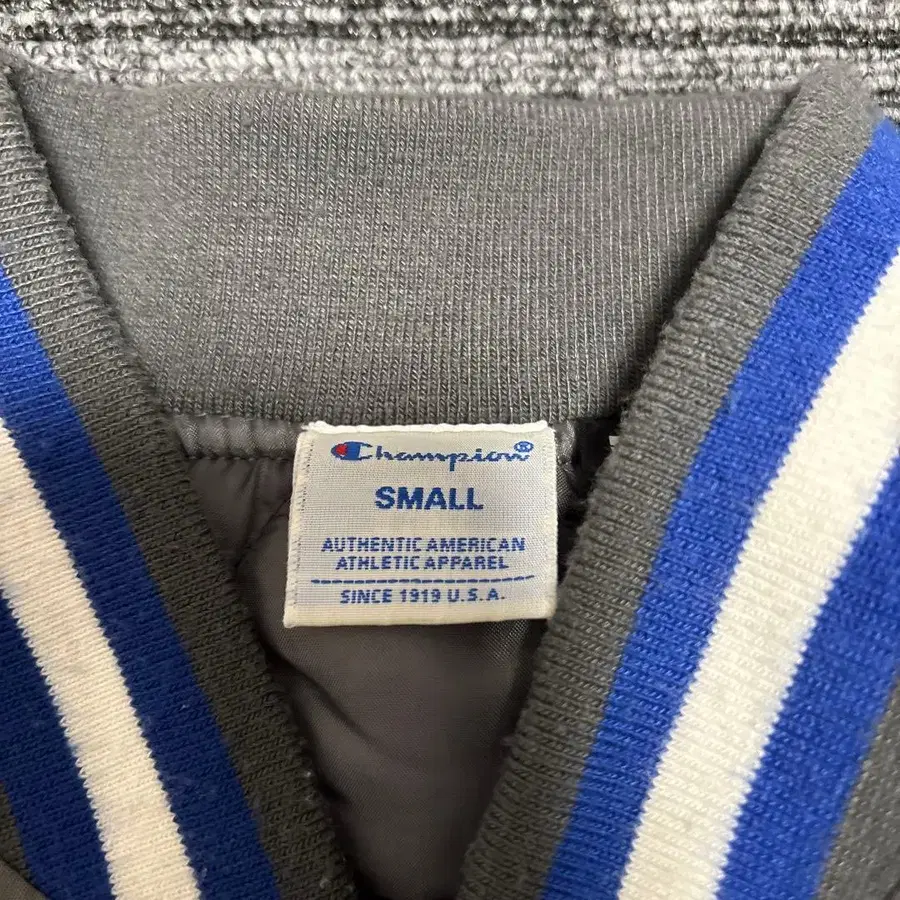 Champion®
SMALL
AUTHENTIC AMERICAN
ATHLETIC APPAREL
SINCE 1919 U.S.A.